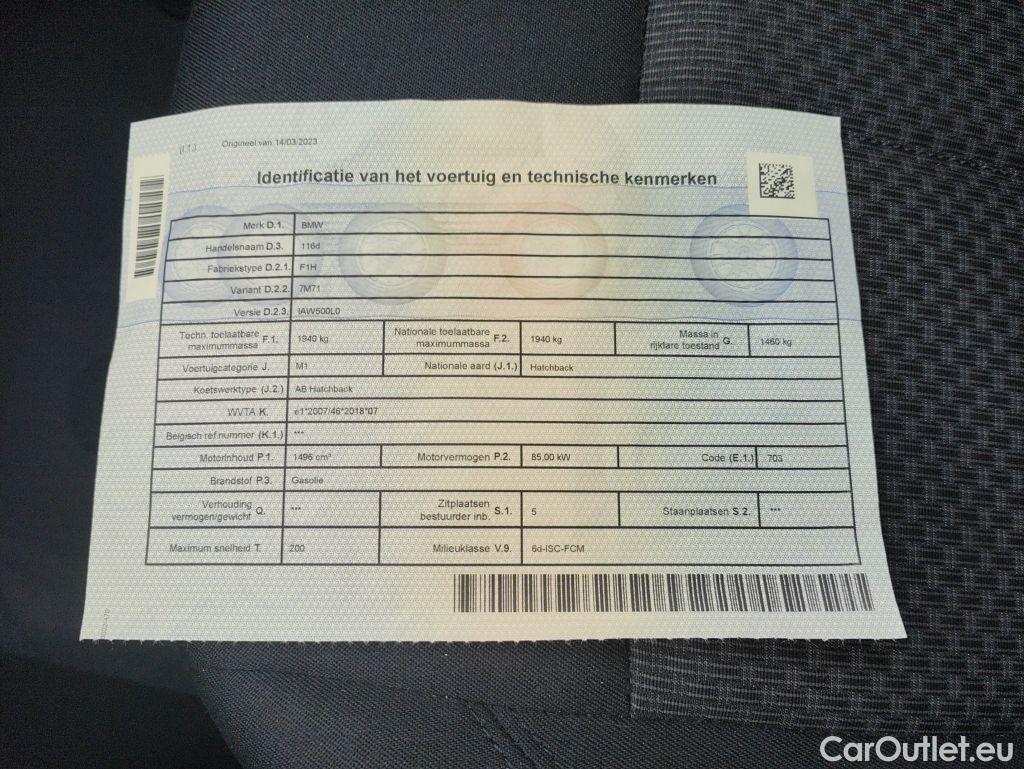 (I.1.) Origineel van 14/03/2023
Identificatie van het voertuig en technische kenmerken
Merk D.1. BMW
Handelsnaam D.3. 116d
Fabriekstype D.2.1. F1H
Variant D.2.2. 7M71
Versie D.2.3. IAW500L0
Techn. toelaatbare maximummassa F.1. 1940 kg Nationale toelaatbare maximummassa F.2. 1940 kg Massa in rijklare toestand G. 1460 kg
Voertuigcategorie J. M1 Nationale aard (J.1.) Hatchback
Koetswerktype (J.2.) AB Hatchback
WVTA K. e1*2007/46*2018*07
Belgisch ref.nummer (K.1.) ***
Motorinhoud P.1. 1496 cm³ Motorvermogen P.2. 85,00 kW Code (E.1.) 703
Brandstof P.3. Gasolie
Verhouding vermogen/gewicht Q. *** Zitplaatsen bestuurder inb. S.1. 5 Staanplaatsen S.2. ***
Maximum snelheid T. 200 Milieuklasse V.9. 6d-ISC-FCM
CarOutlet.eu